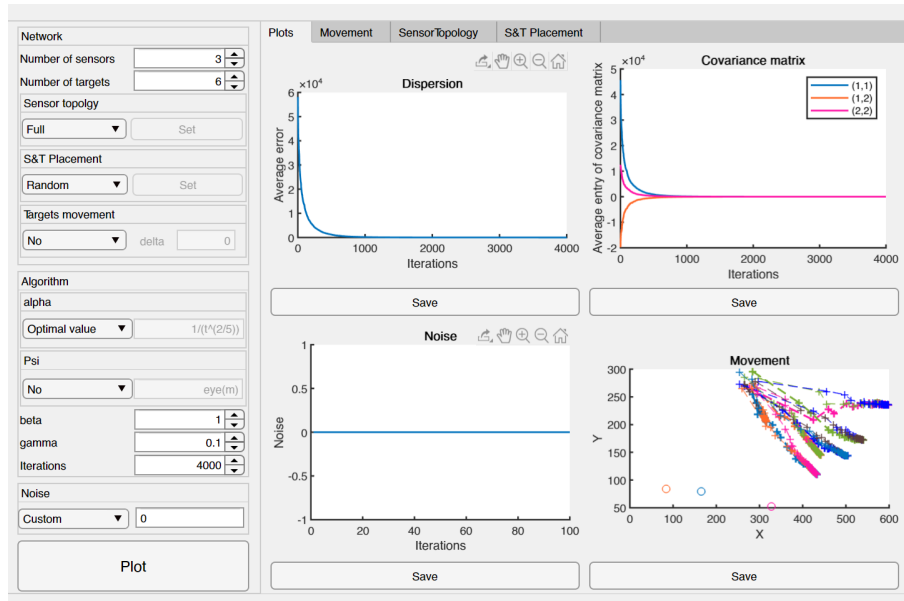 Network
Number of sensors 3
Number of targets 6
Sensor topolgy
Full Set
S&T Placement
Random Set
Targets movement
No delta 0
Algorithm
alpha
Optimal value 1/(t^(2/5))
Psi
No eye(m)
beta 1
gamma 0.1
Iterations 4000
Noise
Custom 0
Plot
Plots Movement SensorTopology S&T Placement
Dispersion
×10⁴
6
5
4
3
2
1
0
Average error
0 1000 2000 3000 4000
Iterations
Save
Covariance matrix
×10⁴
5
4
3
2
1
0
-1
-2
Average entry of covariance matrix
(1,1)
(1,2)
(2,2)
0 1000 2000 3000 4000
Iterations
Save
Noise
1
0.5
0
-0.5
-1
Noise
0 20 40 60 80 100
Iterations
Save
Movement
300
250
200
150
100
50
Y
0 100 200 300 400 500 600
X
Save